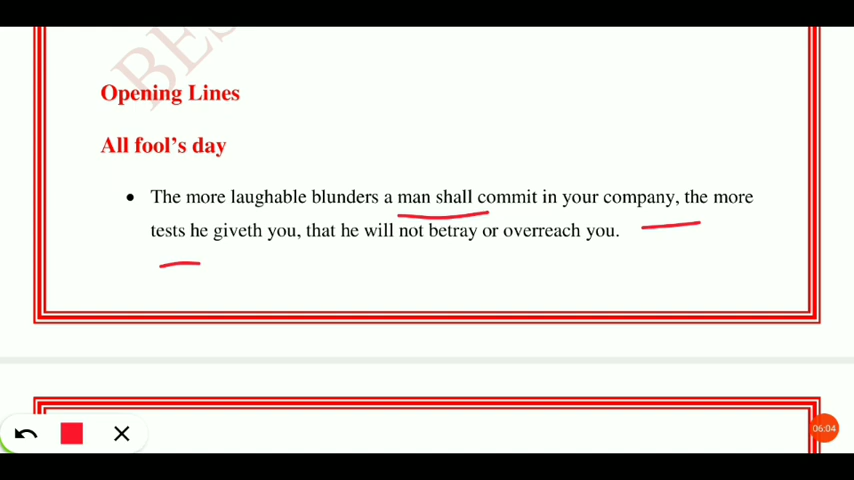 Opening Lines
All fool's day
• The more laughable blunders a man shall commit in your company, the more
tests he giveth you, that he will not betray or overreach you.
06:04